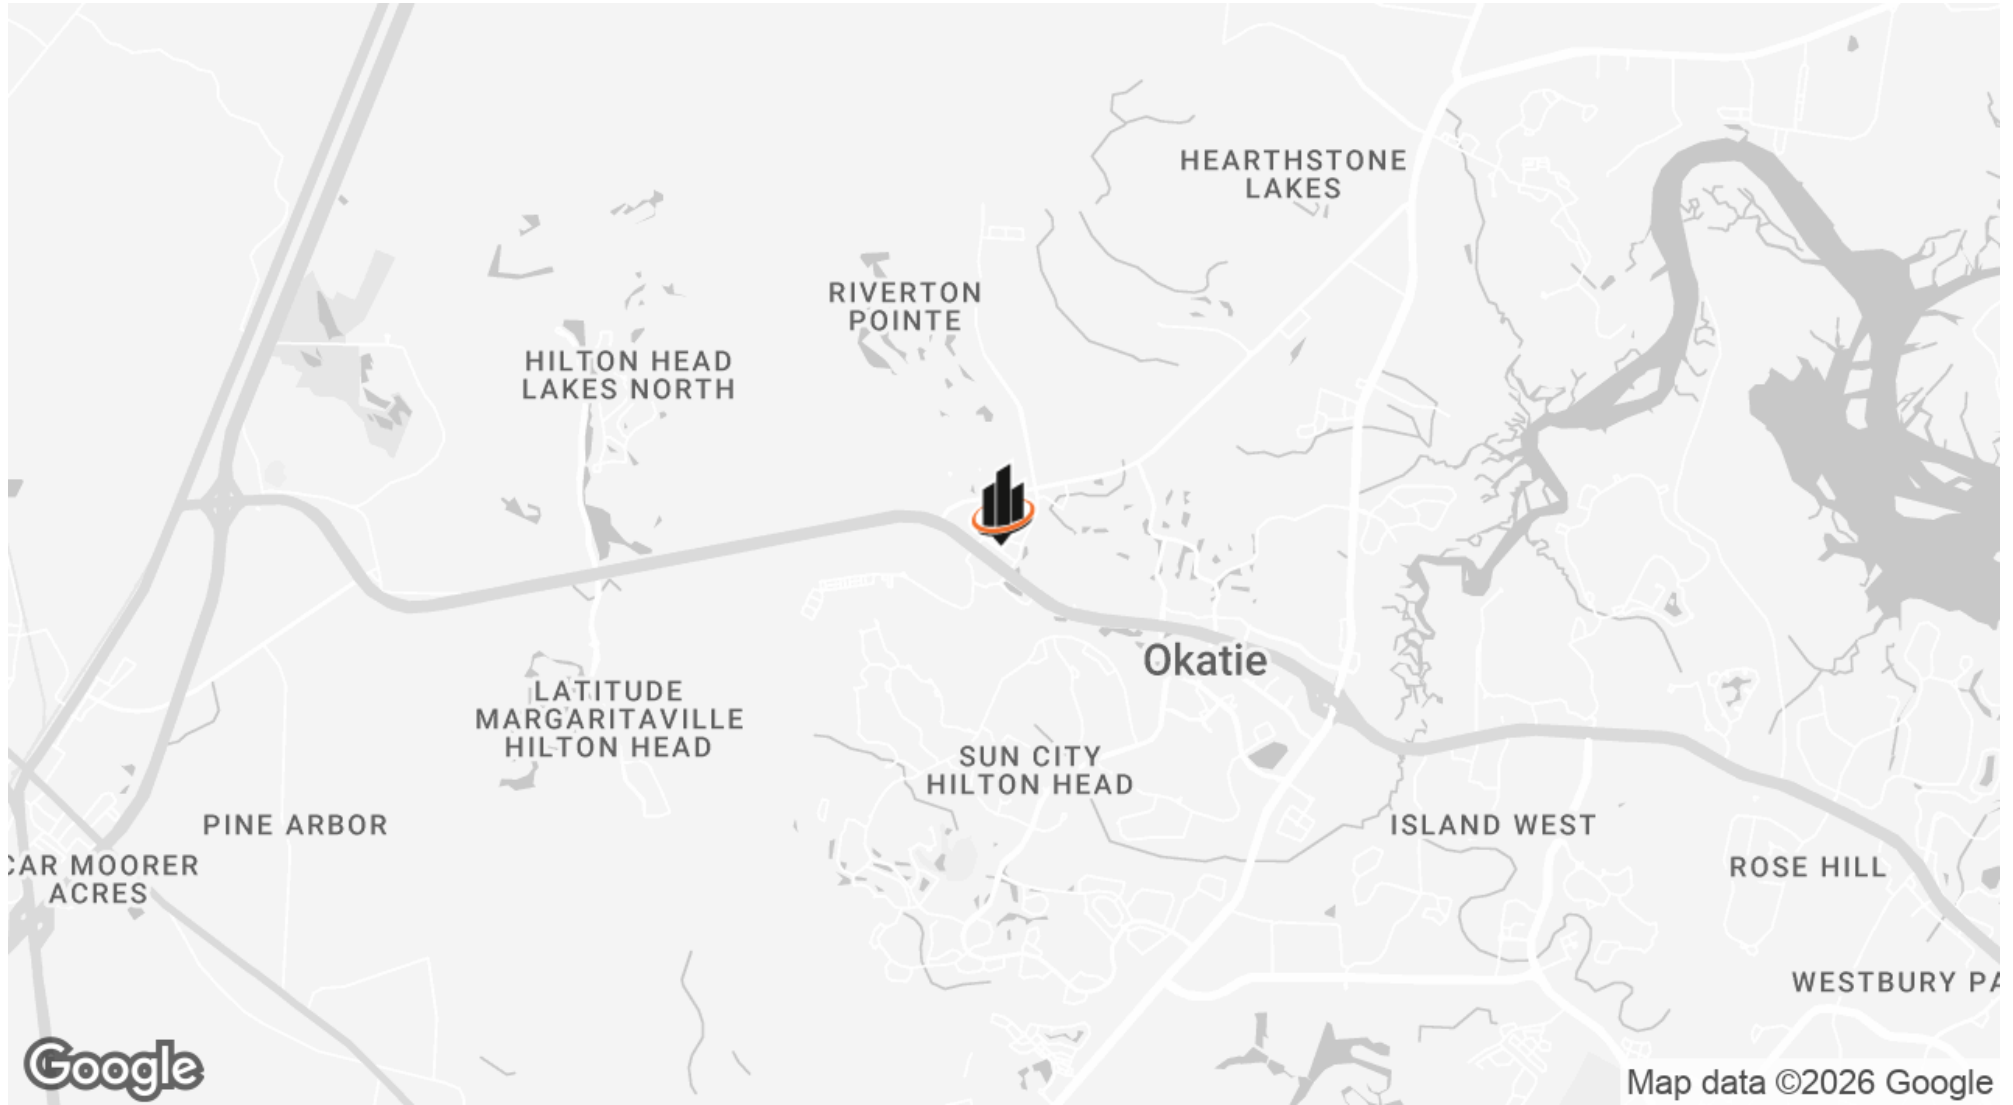 HEARTHSTONE
LAKES
RIVERTON
POINTE
HILTON HEAD
LAKES NORTH
Okatie
LATITUDE
MARGARITAVILLE
HILTON HEAD
SUN CITY
HILTON HEAD
PINE ARBOR
ISLAND WEST
CAR MOORER
ACRES
ROSE HILL
WESTBURY PA
Google
Map data ©2026 Google